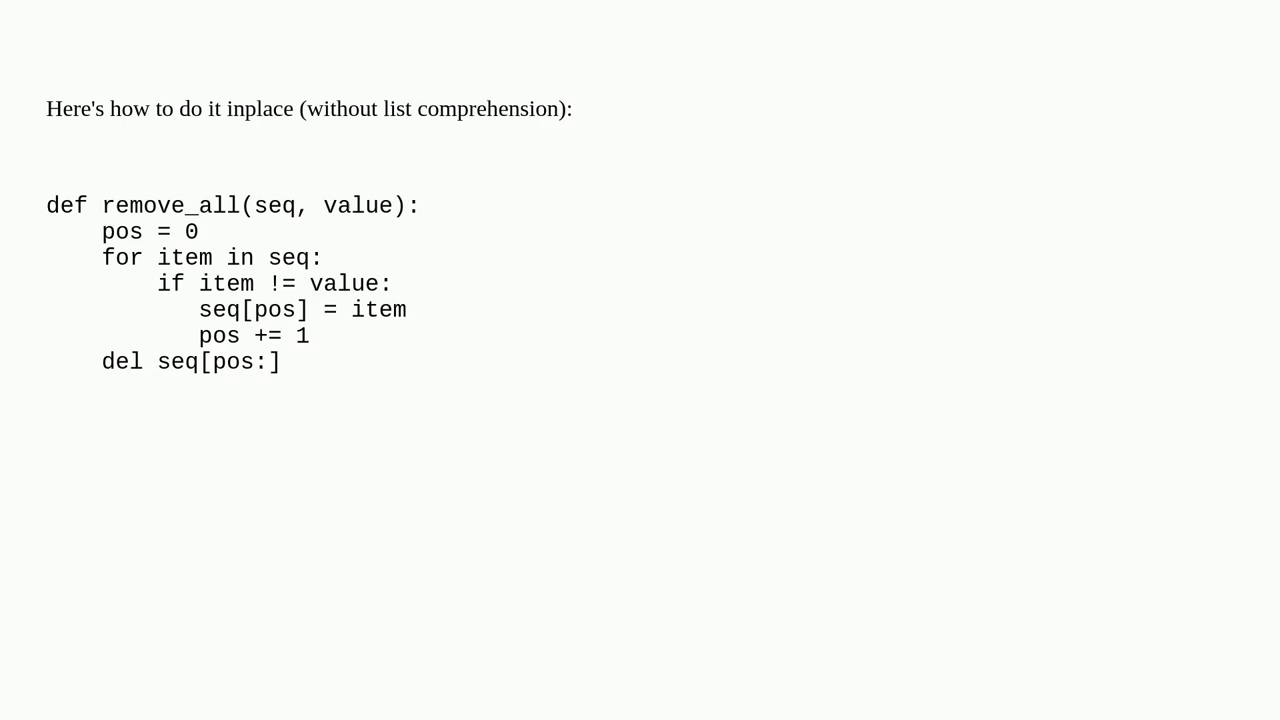 Here's how to do it inplace (without list comprehension):
def remove_all(seq, value):
    pos = 0
    for item in seq:
        if item != value:
           seq[pos] = item
           pos += 1
    del seq[pos:]